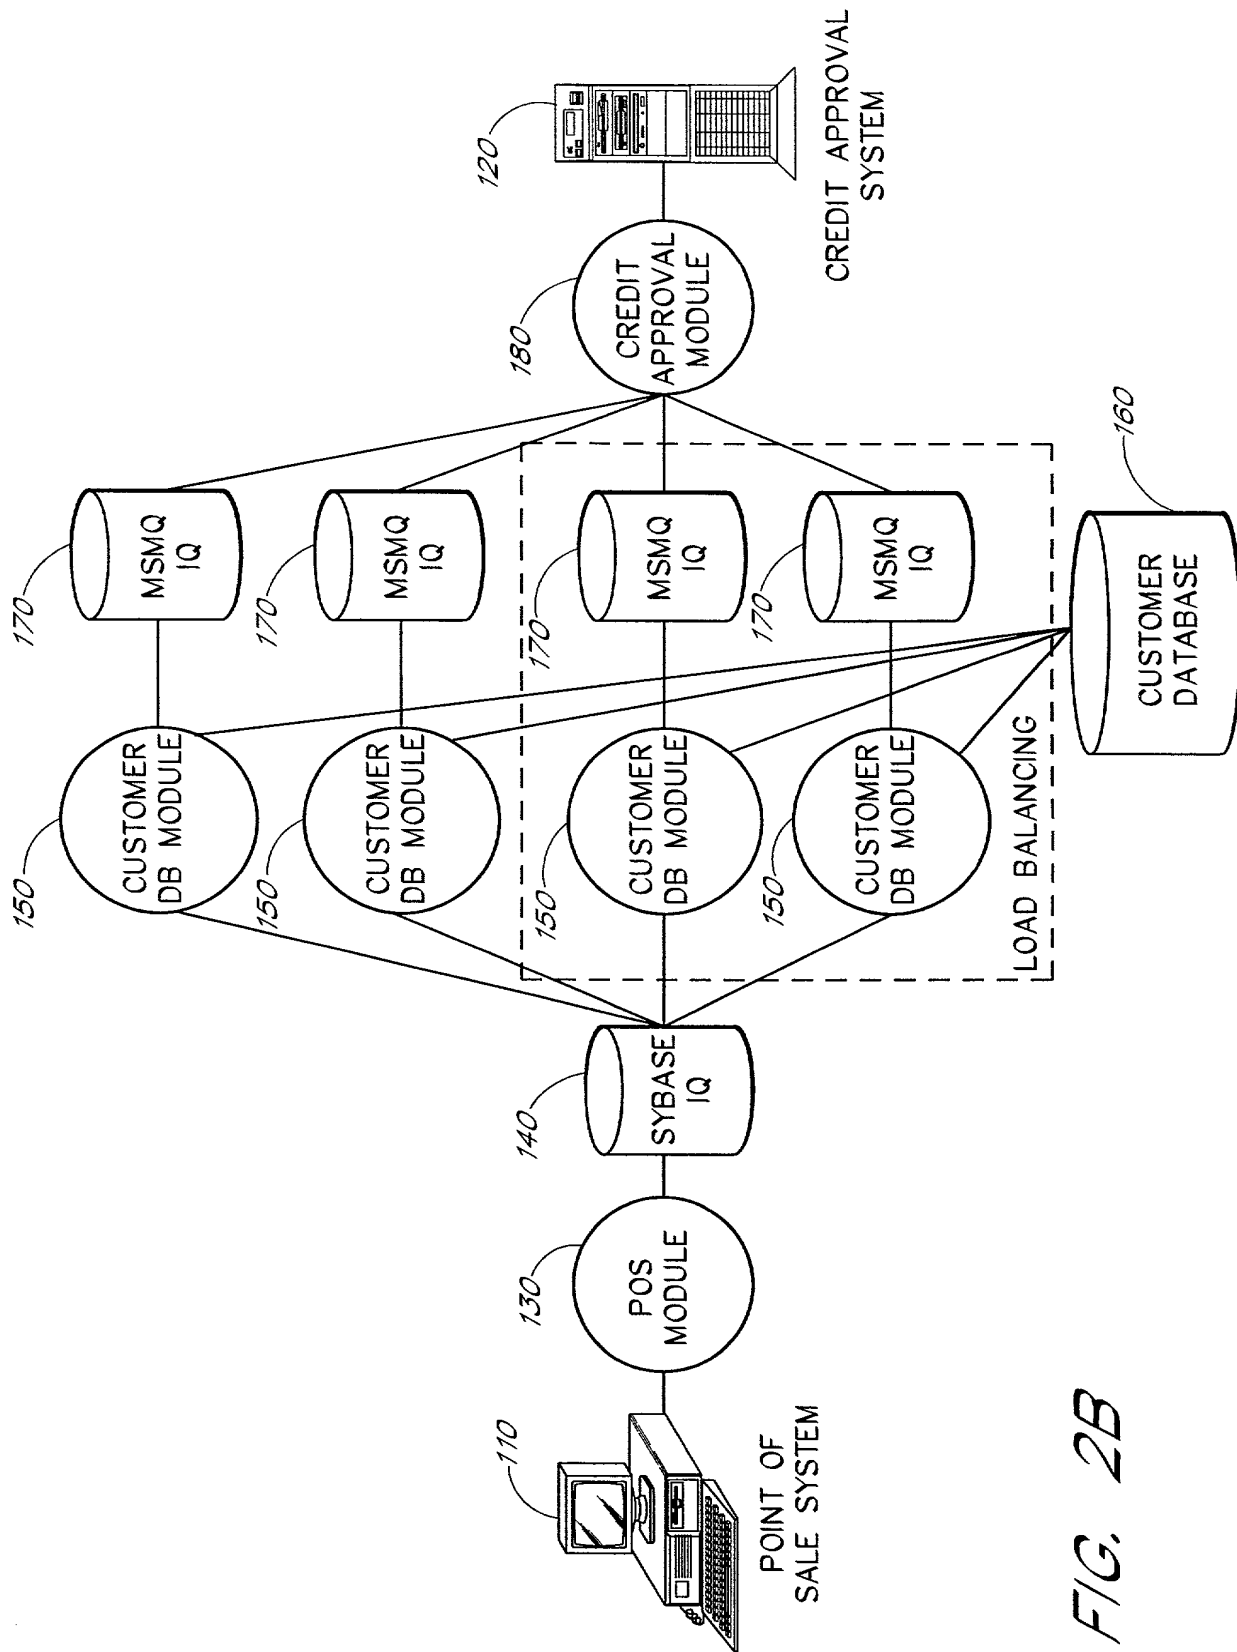 110
POINT OF
SALE SYSTEM
130
POS
MODULE
140
SYBASE
IQ
150
CUSTOMER
DB MODULE
150
CUSTOMER
DB MODULE
150
CUSTOMER
DB MODULE
150
CUSTOMER
DB MODULE
LOAD BALANCING
170
MSMQ
IQ
170
MSMQ
IQ
170
MSMQ
IQ
170
MSMQ
IQ
160
CUSTOMER
DATABASE
180
CREDIT
APPROVAL
MODULE
120
CREDIT APPROVAL
SYSTEM
FIG. 2B